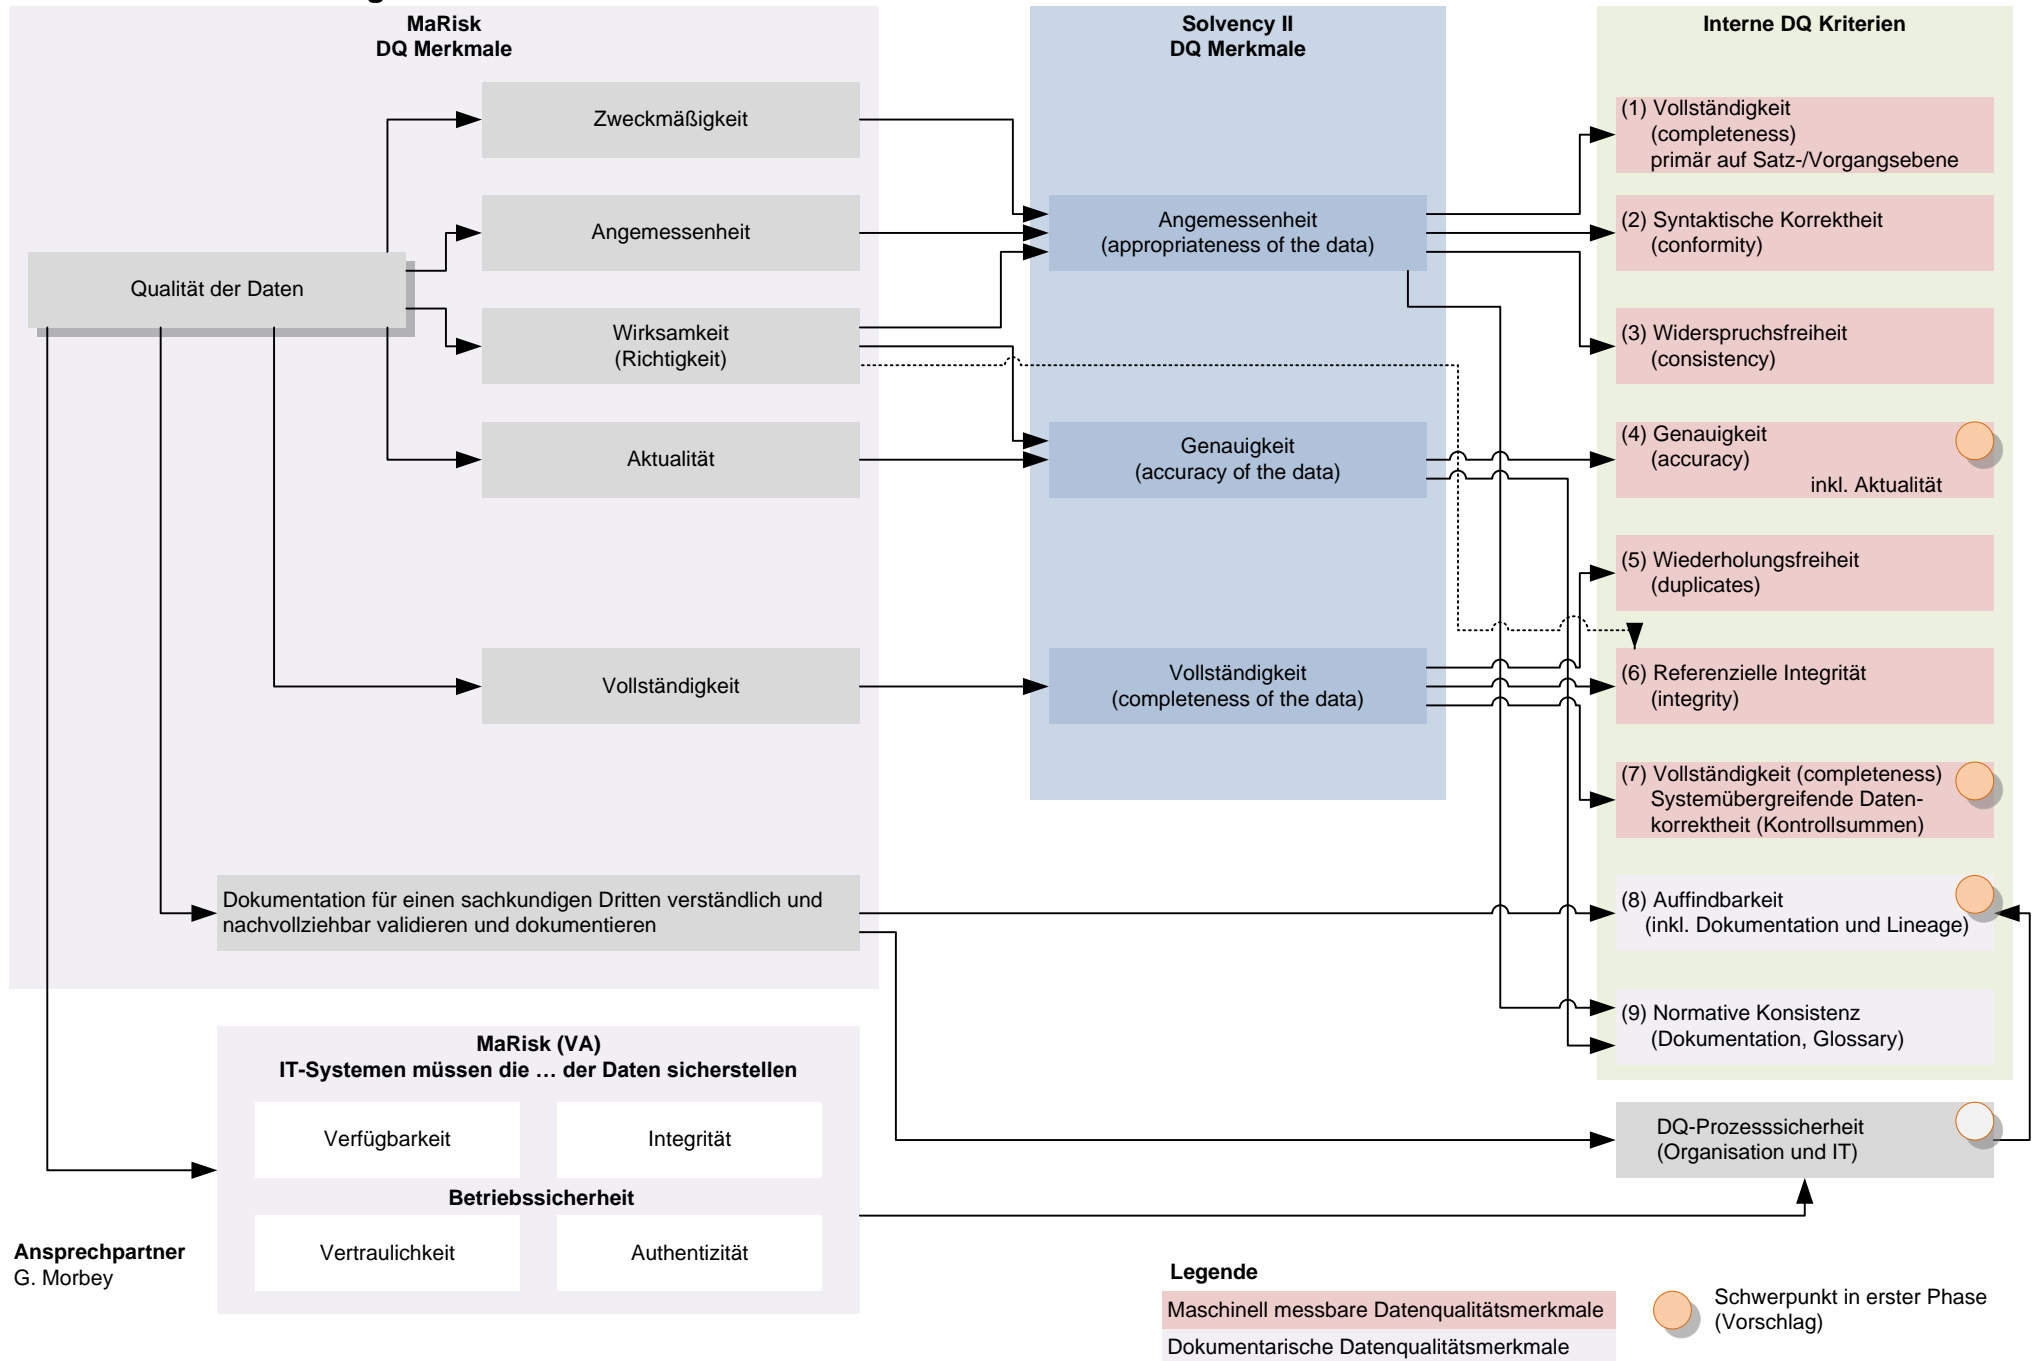 MaRisk
DQ Merkmale
Solvency II
DQ Merkmale
Interne DQ Kriterien
Qualität der Daten
Zweckmäßigkeit
Angemessenheit
Wirksamkeit
(Richtigkeit)
Aktualität
Vollständigkeit
Dokumentation für einen sachkundigen Dritten verständlich und
nachvollziehbar validieren und dokumentieren
Angemessenheit
(appropriateness of the data)
Genauigkeit
(accuracy of the data)
Vollständigkeit
(completeness of the data)
(1) Vollständigkeit
(completeness)
primär auf Satz-/Vorgangsebene
(2) Syntaktische Korrektheit
(conformity)
(3) Widerspruchsfreiheit
(consistency)
(4) Genauigkeit
(accuracy)
inkl. Aktualität
(5) Wiederholungsfreiheit
(duplicates)
(6) Referenzielle Integrität
(integrity)
(7) Vollständigkeit (completeness)
Systemübergreifende Daten-
korrektheit (Kontrollsummen)
(8) Auffindbarkeit
(inkl. Dokumentation und Lineage)
(9) Normative Konsistenz
(Dokumentation, Glossary)
DQ-Prozesssicherheit
(Organisation und IT)
MaRisk (VA)
IT-Systemen müssen die … der Daten sicherstellen
Verfügbarkeit
Integrität
Betriebssicherheit
Vertraulichkeit
Authentizität
Ansprechpartner
G. Morbey
Legende
Maschinell messbare Datenqualitätsmerkmale
Dokumentarische Datenqualitätsmerkmale
Schwerpunkt in erster Phase
(Vorschlag)